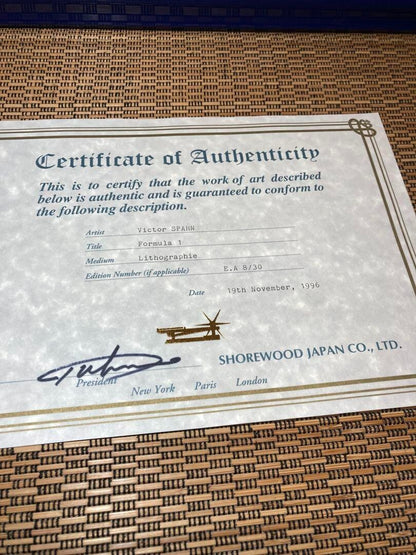 Certificate of Authenticity
This is to certify that the work of art described
below is authentic and is guaranteed to conform to
the following description.
Artist Victor SPAHN
Title Formula 1
Medium Lithographie
Edition Number (if applicable) E.A 8/30
Date 19th November, 1996
SHOREWOOD JAPAN CO., LTD.
President
New York Paris London